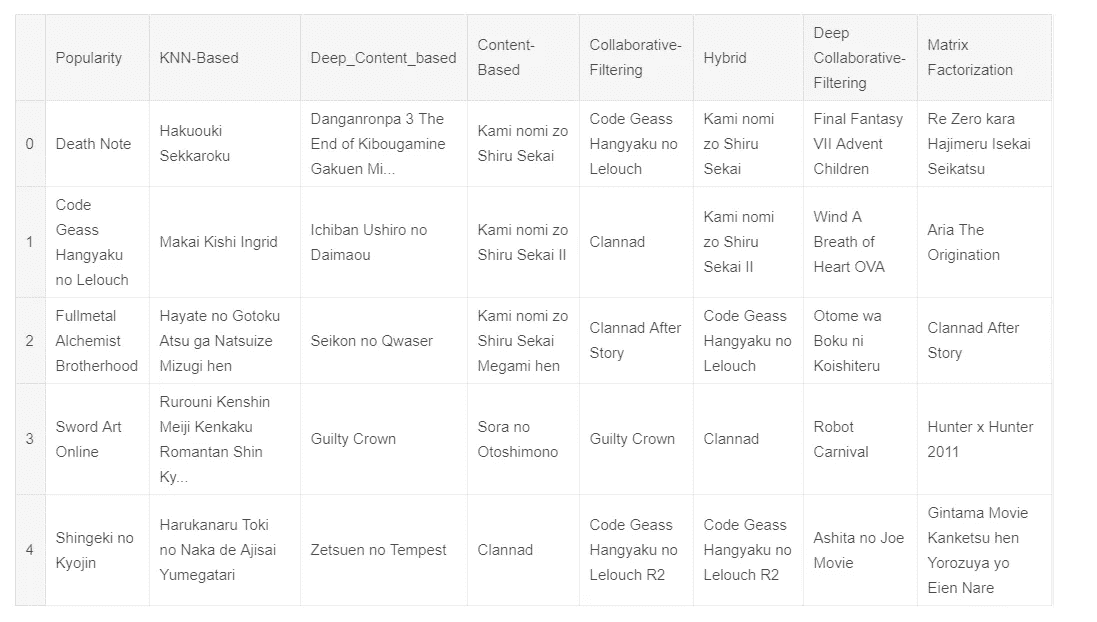 Popularity
KNN-Based
Deep_Content_based
Content-
Based
Collaborative-
Filtering
Hybrid
Deep
Collaborative-
Filtering
Matrix
Factorization
0
Death Note
Hakuouki
Sekkaroku
Danganronpa 3 The
End of Kibougamine
Gakuen Mi...
Kami nomi zo
Shiru Sekai
Code Geass
Hangyaku no
Lelouch
Kami nomi
zo Shiru
Sekai
Final Fantasy
VII Advent
Children
Re Zero kara
Hajimeru Isekai
Seikatsu
1
Code
Geass
Hangyaku
no Lelouch
Makai Kishi Ingrid
Ichiban Ushiro no
Daimaou
Kami nomi zo
Shiru Sekai II
Clannad
Kami nomi
zo Shiru
Sekai II
Wind A
Breath of
Heart OVA
Aria The
Origination
2
Fullmetal
Alchemist
Brotherhood
Hayate no Gotoku
Atsu ga Natsuize
Mizugi hen
Seikon no Qwaser
Kami nomi zo
Shiru Sekai
Megami hen
Clannad After
Story
Code Geass
Hangyaku no
Lelouch
Otome wa
Boku ni
Koishiteru
Clannad After
Story
3
Sword Art
Online
Rurouni Kenshin
Meiji Kenkaku
Romantan Shin
Ky...
Guilty Crown
Sora no
Otoshimono
Guilty Crown
Clannad
Robot
Carnival
Hunter x Hunter
2011
4
Shingeki no
Kyojin
Harukanaru Toki
no Naka de Ajisai
Yumegatari
Zetsuen no Tempest
Clannad
Code Geass
Hangyaku no
Lelouch R2
Code Geass
Hangyaku no
Lelouch R2
Ashita no Joe
Movie
Gintama Movie
Kanketsu hen
Yorozuya yo
Eien Nare